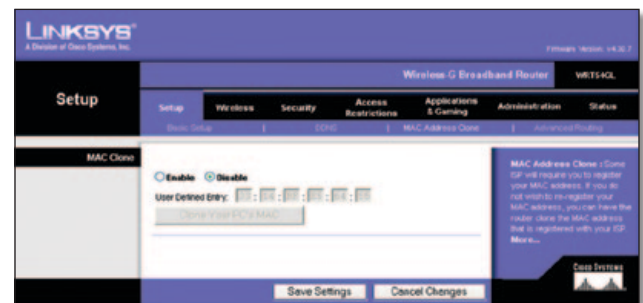 LINKSYS®
A Division of Cisco Systems, Inc.
Firmware Version: v4.30.7
Wireless-G Broadband Router WRT54GL
Setup
Setup Wireless Security Access Restrictions Applications & Gaming Administration Status
Basic Setup | DDNS | MAC Address Clone | Advanced Routing
MAC Clone
Enable Disable
User Defined Entry: : : : : :
Clone Your PC's MAC
MAC Address Clone : Some
ISP will require you to register
your MAC address. If you do
not wish to re-register your
MAC address, you can have the
router clone the MAC address
that is registered with your ISP.
More...
Save Settings Cancel Changes
CISCO SYSTEMS